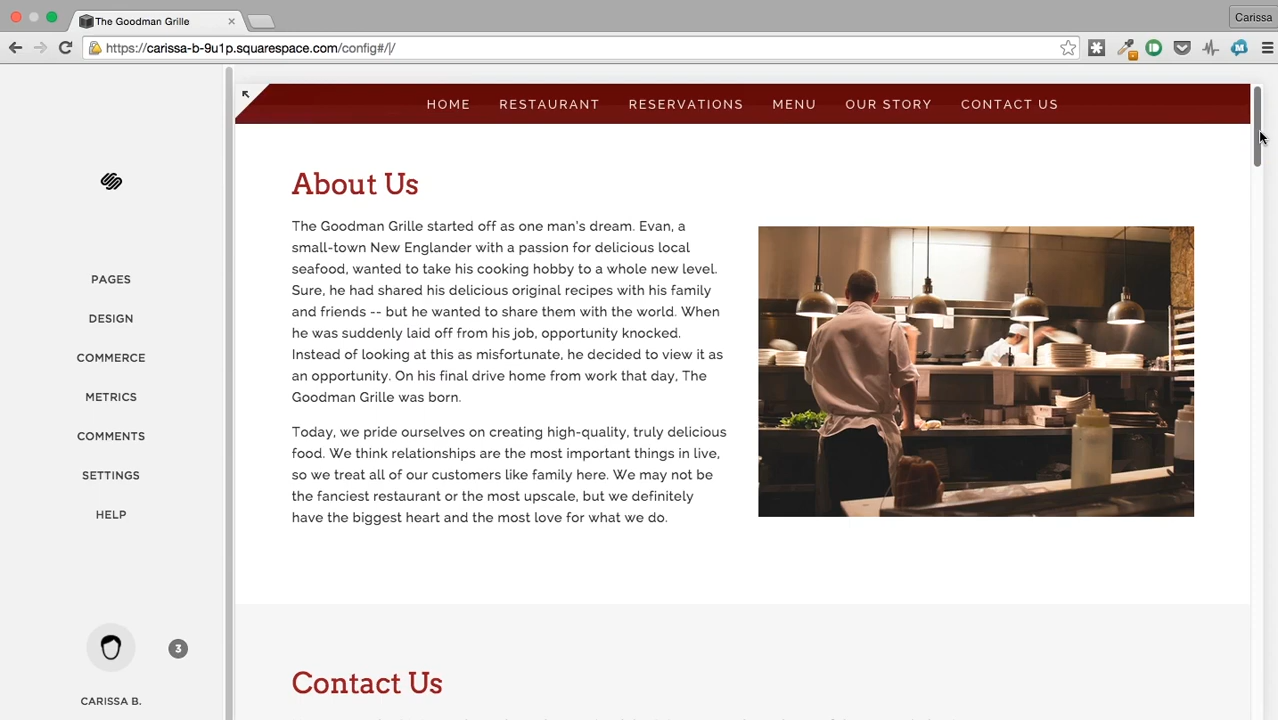 The Goodman Grille
Carissa
https://carissa-b-9u1p.squarespace.com/config#/|/
HOME RESTAURANT RESERVATIONS MENU OUR STORY CONTACT US
About Us
The Goodman Grille started off as one man's dream. Evan, a
small-town New Englander with a passion for delicious local
seafood, wanted to take his cooking hobby to a whole new level.
Sure, he had shared his delicious original recipes with his family
and friends -- but he wanted to share them with the world. When
he was suddenly laid off from his job, opportunity knocked.
Instead of looking at this as misfortunate, he decided to view it as
an opportunity. On his final drive home from work that day, The
Goodman Grille was born.
Today, we pride ourselves on creating high-quality, truly delicious
food. We think relationships are the most important things in live,
so we treat all of our customers like family here. We may not be
the fanciest restaurant or the most upscale, but we definitely
have the biggest heart and the most love for what we do.
Contact Us
PAGES
DESIGN
COMMERCE
METRICS
COMMENTS
SETTINGS
HELP
3
CARISSA B.